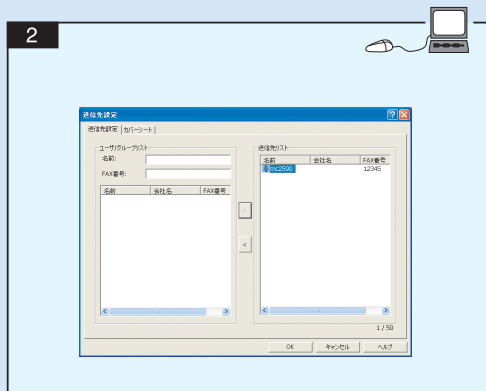 2
送信先設定
送信先設定 カバーシート
ユーザ/グループリスト
名前:
FAX番号:
名前 会社名 FAX番号
>
<
送信先リスト
名前 会社名 FAX番号
mc2590 12345
1 / 50
OK キャンセル ヘルプ